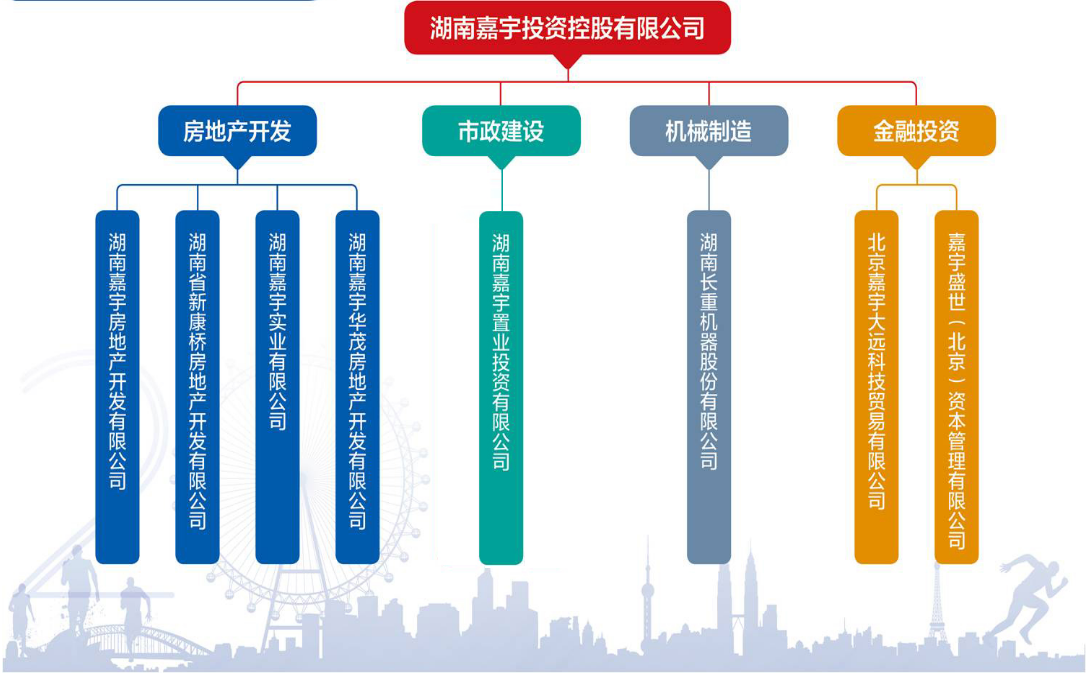 湖南嘉宇投资控股有限公司
房地产开发
市政建设
机械制造
金融投资
湖南嘉宇房地产开发有限公司
湖南省新康桥房地产开发有限公司
湖南嘉宇实业有限公司
湖南嘉宇华茂房地产开发有限公司
湖南嘉宇置业投资有限公司
湖南长重机器股份有限公司
北京嘉宇大远科技贸易有限公司
嘉宇盛世（北京）资本管理有限公司